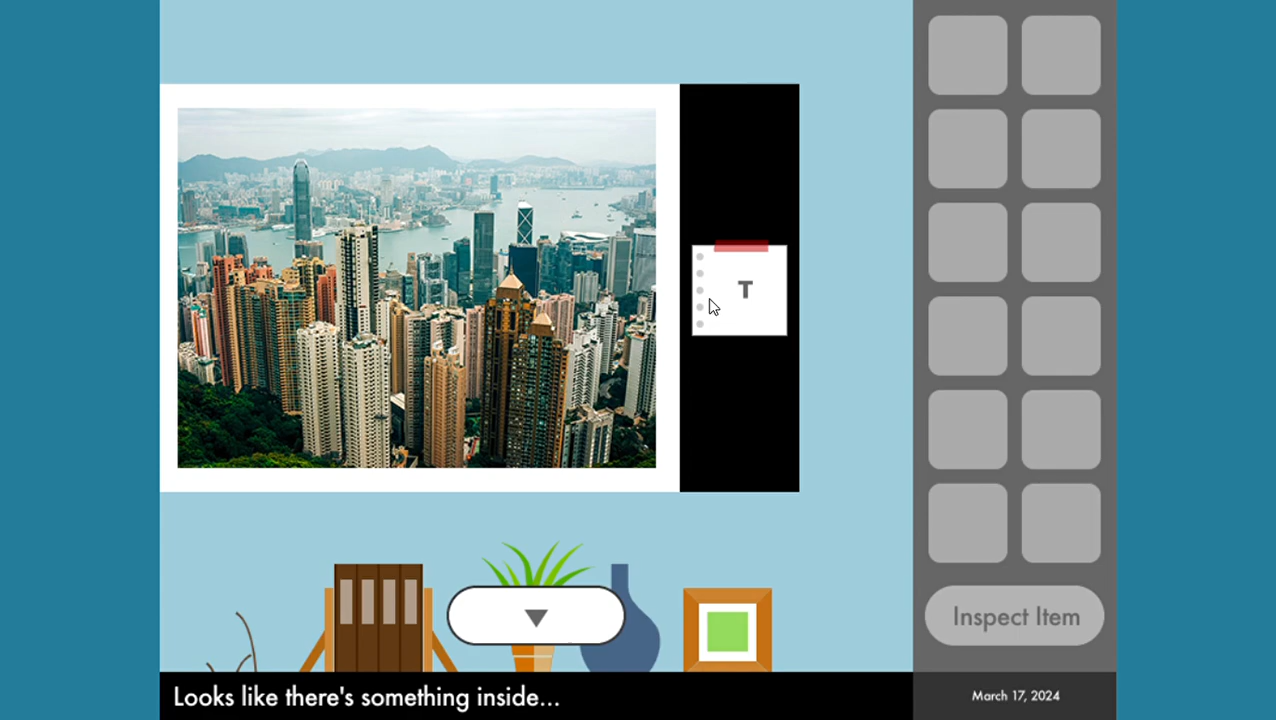 T
Inspect Item
Looks like there's something inside...
March 17, 2024